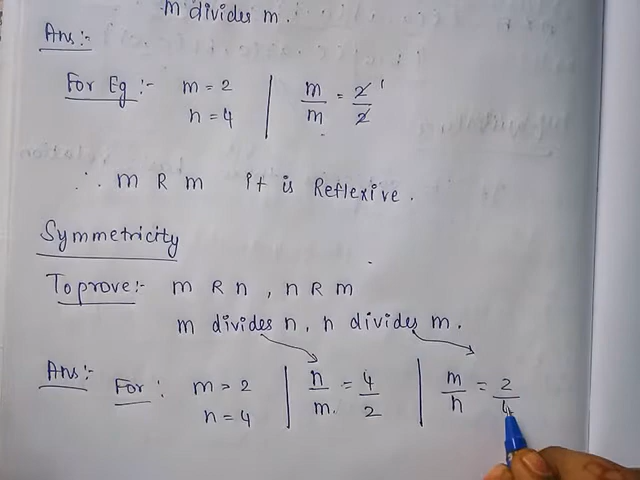 m divides m.
Ans:-
For Eg :- m = 2 | m/m = 2/2 1
n = 4
∴ m R m It is Reflexive.
Symmetricity
To prove:- m R n , n R m
m divides n, n divides m.
Ans:- For: m = 2 | n/m. = 4/2 | m/n = 2/4
n = 4